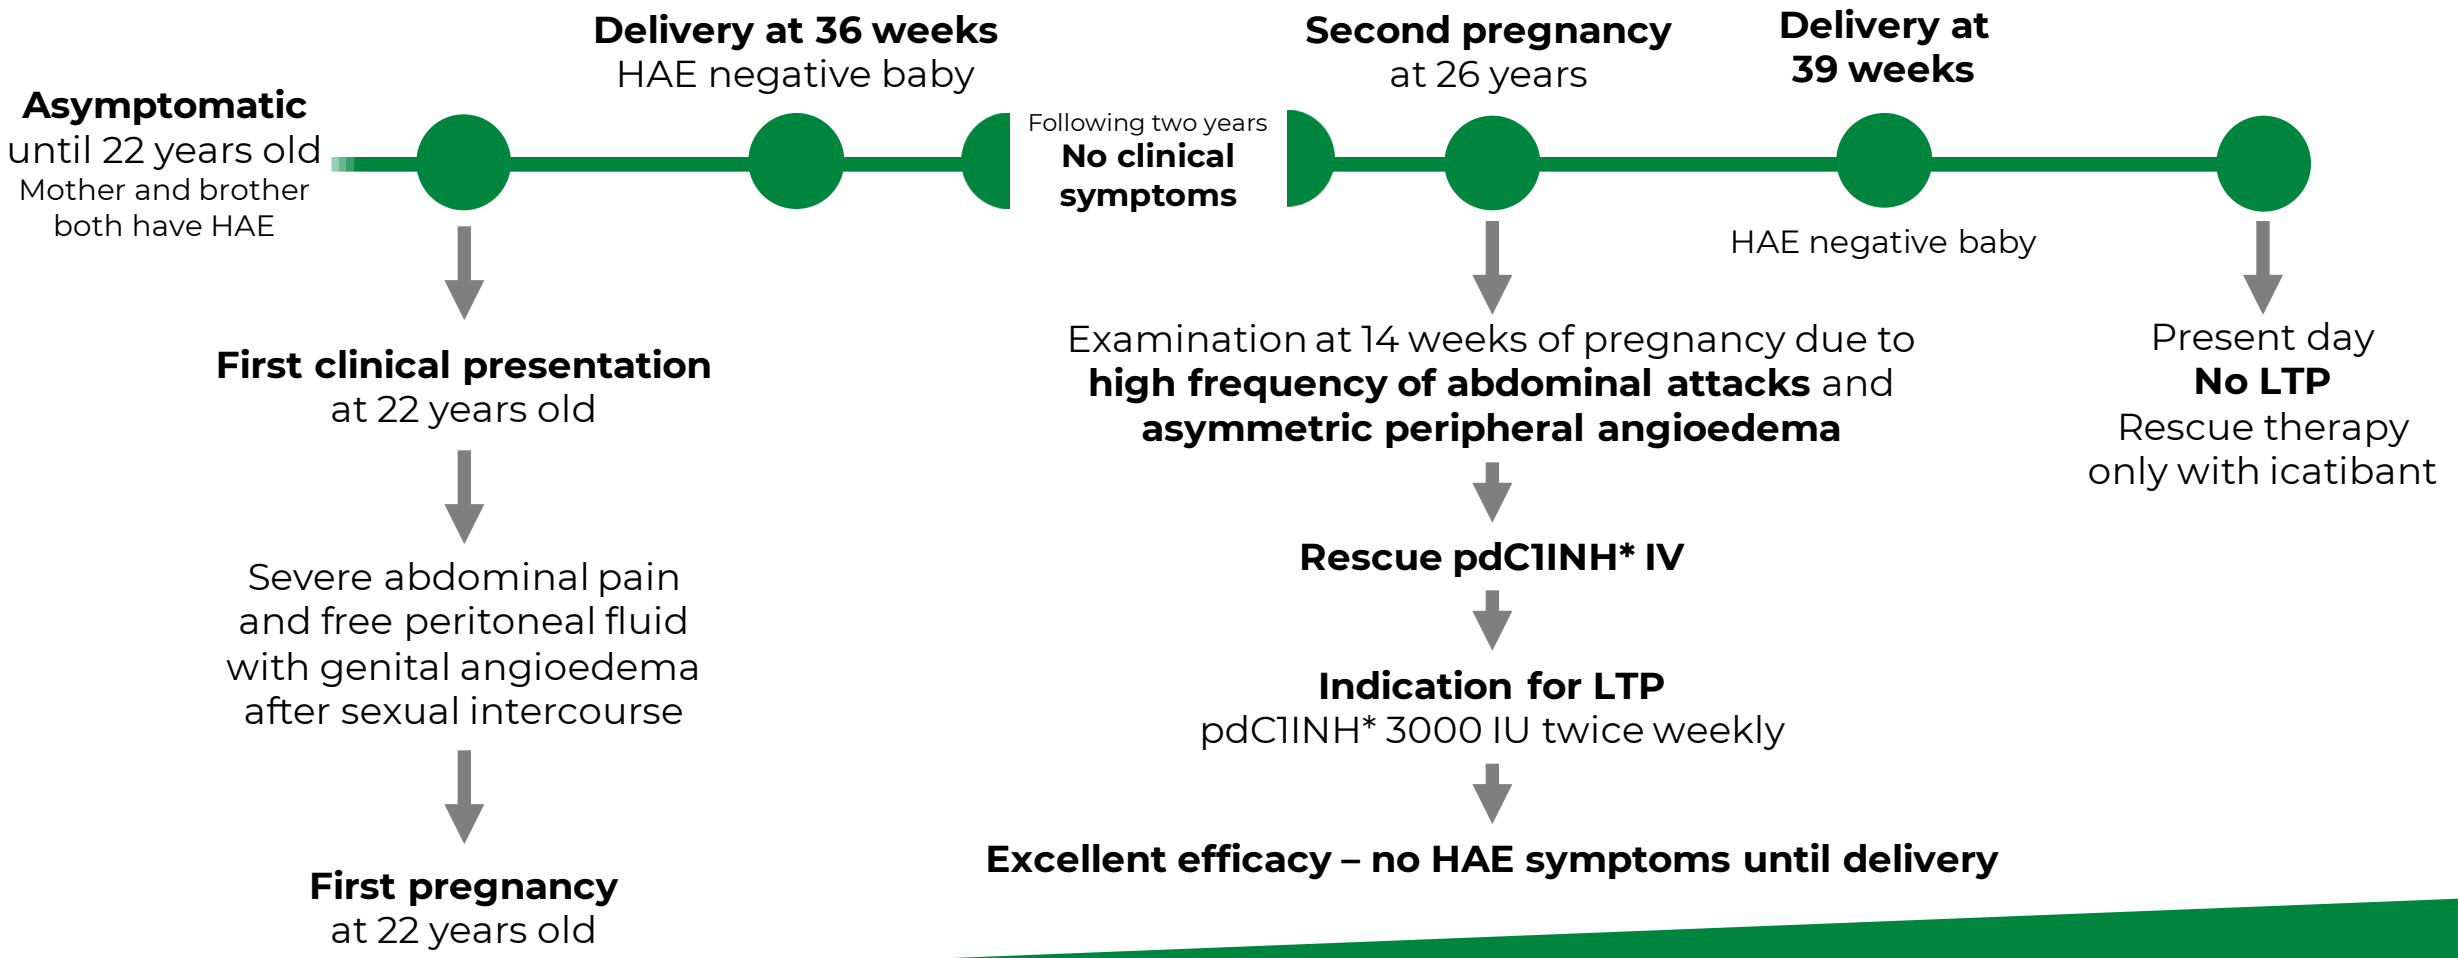 Asymptomatic
until 22 years old
Mother and brother
both have HAE
First clinical presentation
at 22 years old
Severe abdominal pain
and free peritoneal fluid
with genital angioedema
after sexual intercourse
First pregnancy
at 22 years old
Delivery at 36 weeks
HAE negative baby
Following two years
No clinical
symptoms
Second pregnancy
at 26 years
Examination at 14 weeks of pregnancy due to
high frequency of abdominal attacks and
asymmetric peripheral angioedema
Rescue pdC1INH* IV
Indication for LTP
pdC1INH* 3000 IU twice weekly
Excellent efficacy – no HAE symptoms until delivery
Delivery at
39 weeks
HAE negative baby
Present day
No LTP
Rescue therapy
only with icatibant